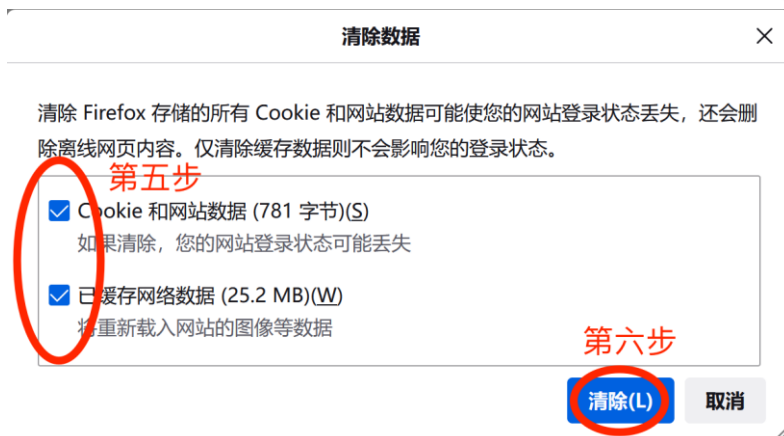 清除数据
清除 Firefox 存储的所有 Cookie 和网站数据可能使您的网站登录状态丢失，还会删
除离线网页内容。仅清除缓存数据则不会影响您的登录状态。
第五步
Cookie 和网站数据 (781 字节)(S)
如果清除，您的网站登录状态可能丢失
已缓存网络数据 (25.2 MB)(W)
将重新载入网站的图像等数据
第六步
清除(L)
取消